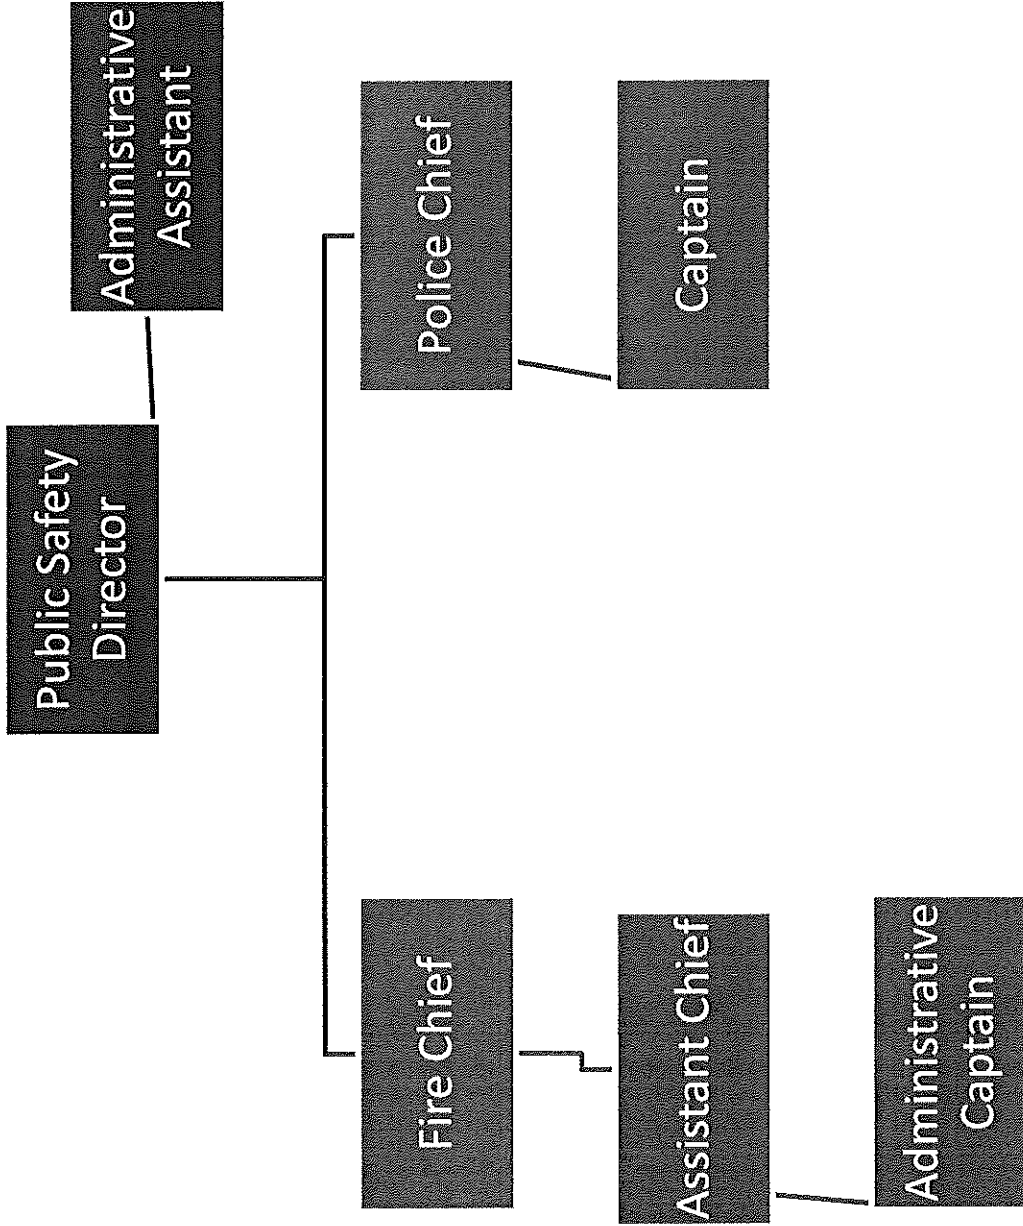 Public Safety
Director
Administrative
Assistant
Fire Chief
Police Chief
Assistant Chief
Captain
Administrative
Captain